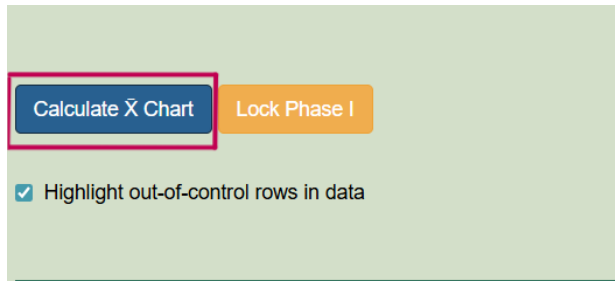 Calculate X̄ Chart Lock Phase I
Highlight out-of-control rows in data